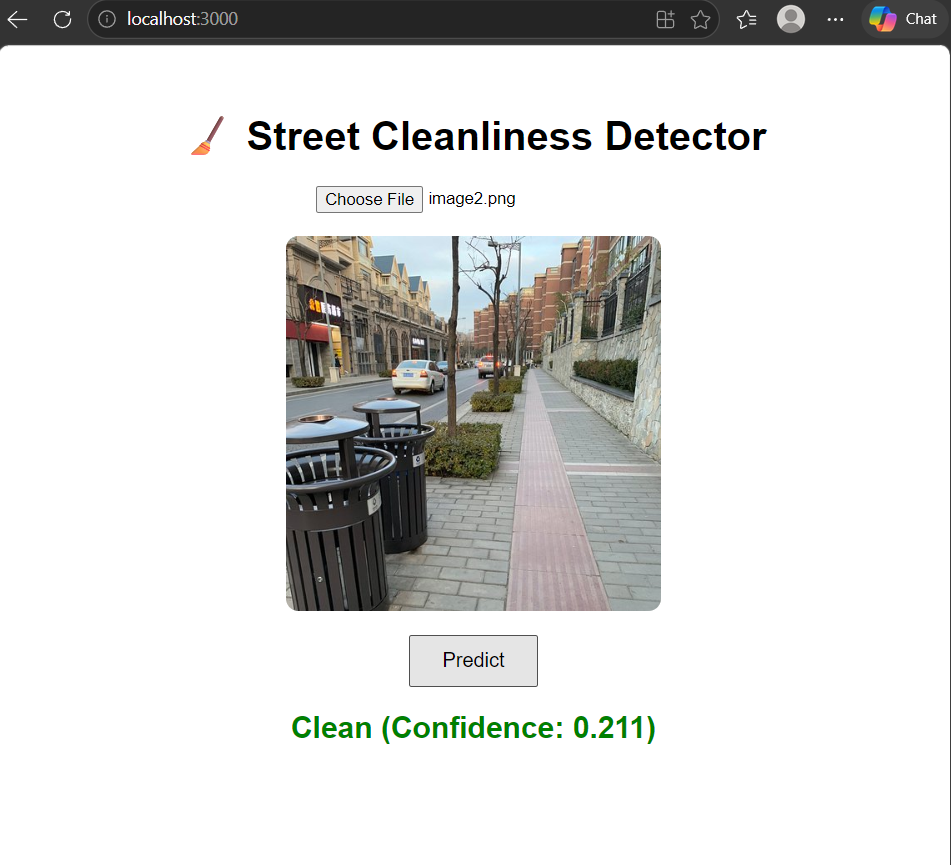 localhost:3000
Chat
Street Cleanliness Detector
Choose File image2.png
Predict
Clean (Confidence: 0.211)